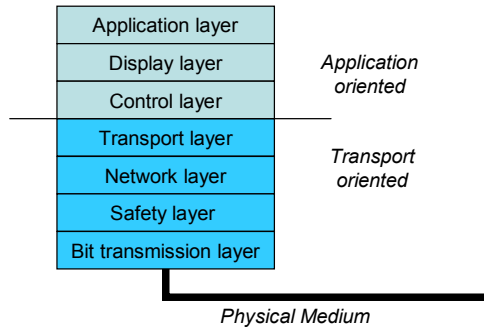 Application layer
Display layer
Control layer
Application
oriented
Transport layer
Network layer
Safety layer
Bit transmission layer
Transport
oriented
Physical Medium